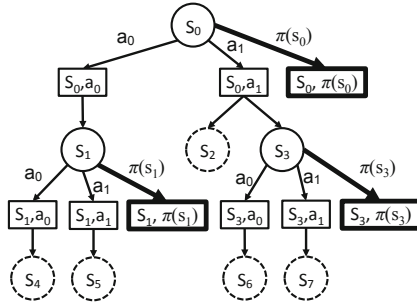 S₀
a₀ a₁ π(s₀)
S₀,a₀ S₀,a₁ S₀, π(s₀)
S₁ S₂ S₃
a₀ a₁ π(s₁) a₀ a₁ π(s₃)
S₁,a₀ S₁,a₁ S₁, π(s₁) S₃,a₀ S₃,a₁ S₃, π(s₃)
S₄ S₅ S₆ S₇